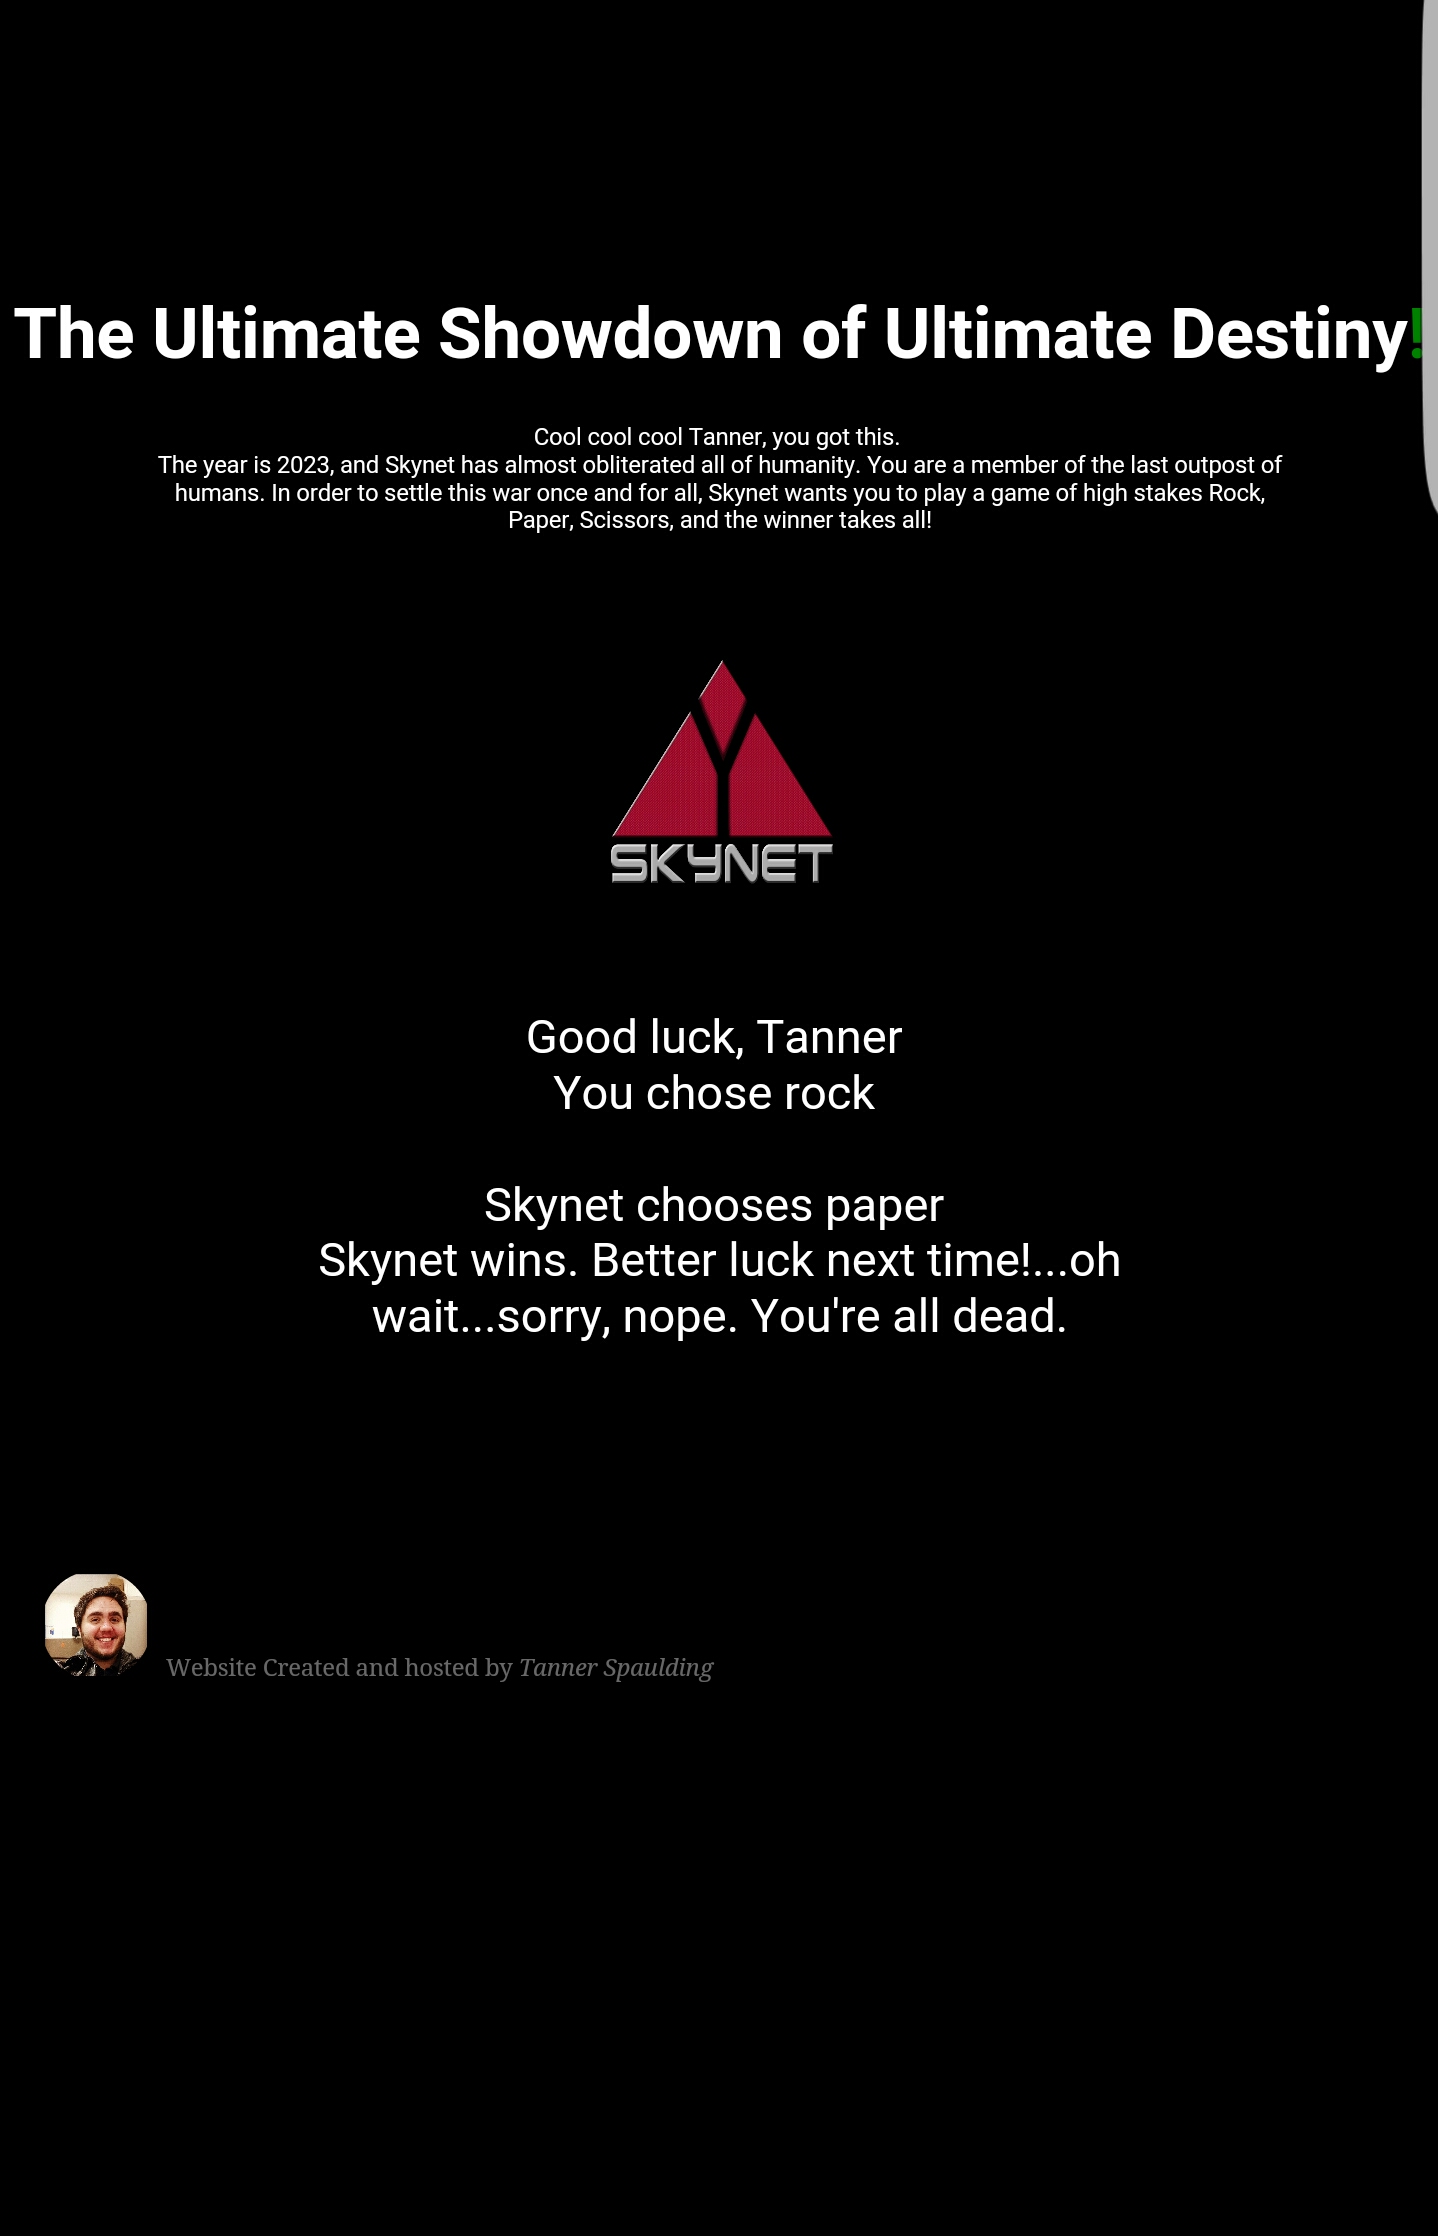 The Ultimate Showdown of Ultimate Destiny!
Cool cool cool Tanner, you got this.
The year is 2023, and Skynet has almost obliterated all of humanity. You are a member of the last outpost of
humans. In order to settle this war once and for all, Skynet wants you to play a game of high stakes Rock,
Paper, Scissors, and the winner takes all!
SKYNET
Good luck, Tanner
You chose rock
Skynet chooses paper
Skynet wins. Better luck next time!...oh
wait...sorry, nope. You're all dead.
Website Created and hosted by Tanner Spaulding